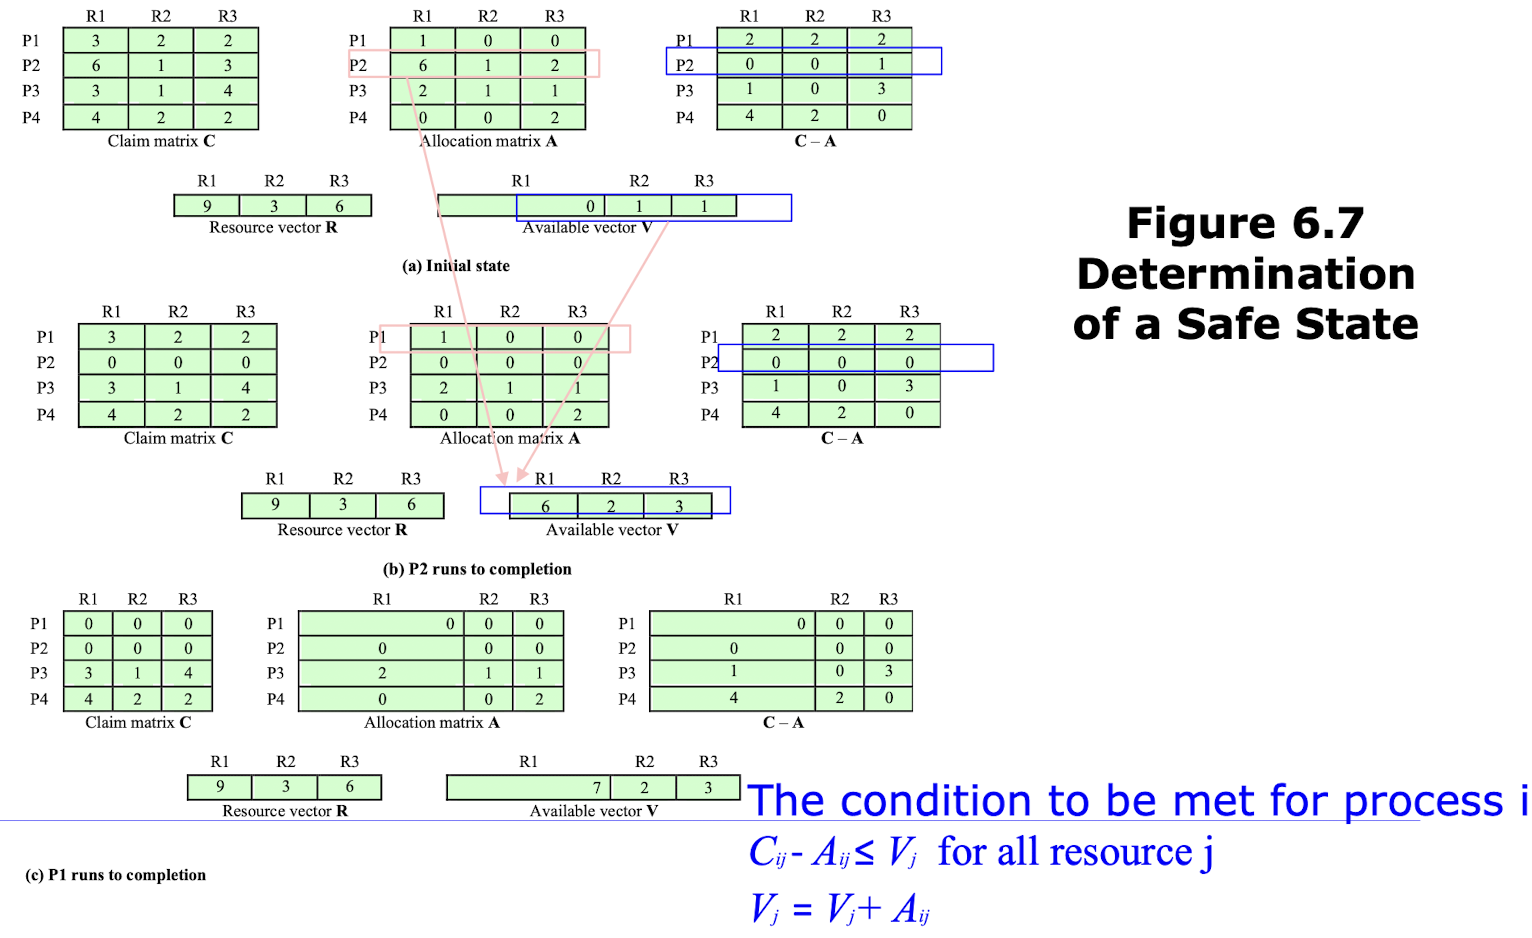 R1 R2 R3 R1 R2 R3 R1 R2 R3
P1 3 2 2 P1 1 0 0 P1 2 2 2
P2 6 1 3 P2 6 1 2 P2 0 0 1
P3 3 1 4 P3 2 1 1 P3 1 0 3
P4 4 2 2 P4 0 0 2 P4 4 2 0
Claim matrix C Allocation matrix A C – A
R1 R2 R3 R1 R2 R3
9 3 6 0 1 1
Resource vector R Available vector V
(a) Initial state
Figure 6.7
Determination
of a Safe State
R1 R2 R3 R1 R2 R3 R1 R2 R3
P1 3 2 2 P1 1 0 0 P1 2 2 2
P2 0 0 0 P2 0 0 0 P2 0 0 0
P3 3 1 4 P3 2 1 1 P3 1 0 3
P4 4 2 2 P4 0 0 2 P4 4 2 0
Claim matrix C Allocation matrix A C – A
R1 R2 R3 R1 R2 R3
9 3 6 6 2 3
Resource vector R Available vector V
(b) P2 runs to completion
R1 R2 R3 R1 R2 R3 R1 R2 R3
P1 0 0 0 P1 0 0 0 P1 0 0 0
P2 0 0 0 P2 0 0 0 P2 0 0 0
P3 3 1 4 P3 2 1 1 P3 1 0 3
P4 4 2 2 P4 0 0 2 P4 4 2 0
Claim matrix C Allocation matrix A C – A
R1 R2 R3 R1 R2 R3
9 3 6 7 2 3
Resource vector R Available vector V
(c) P1 runs to completion
The condition to be met for process i
Cij - Aij ≤ Vj for all resource j
Vj = Vj + Aij